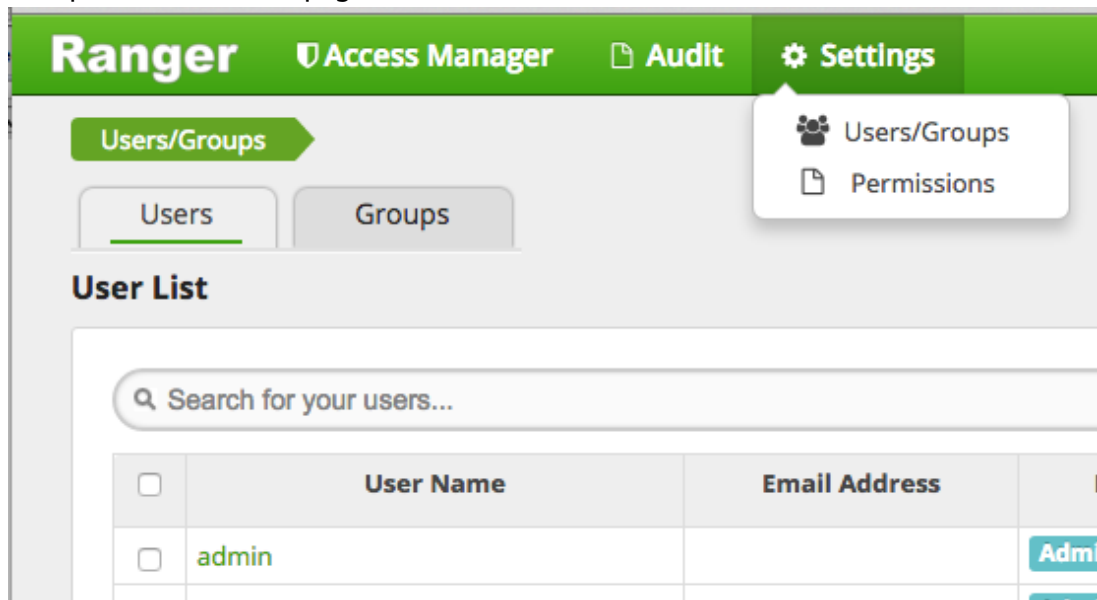 Ranger Access Manager Audit Settings
Users/Groups
Permissions
Users/Groups
Users Groups
User List
Search for your users...
User Name Email Address
admin